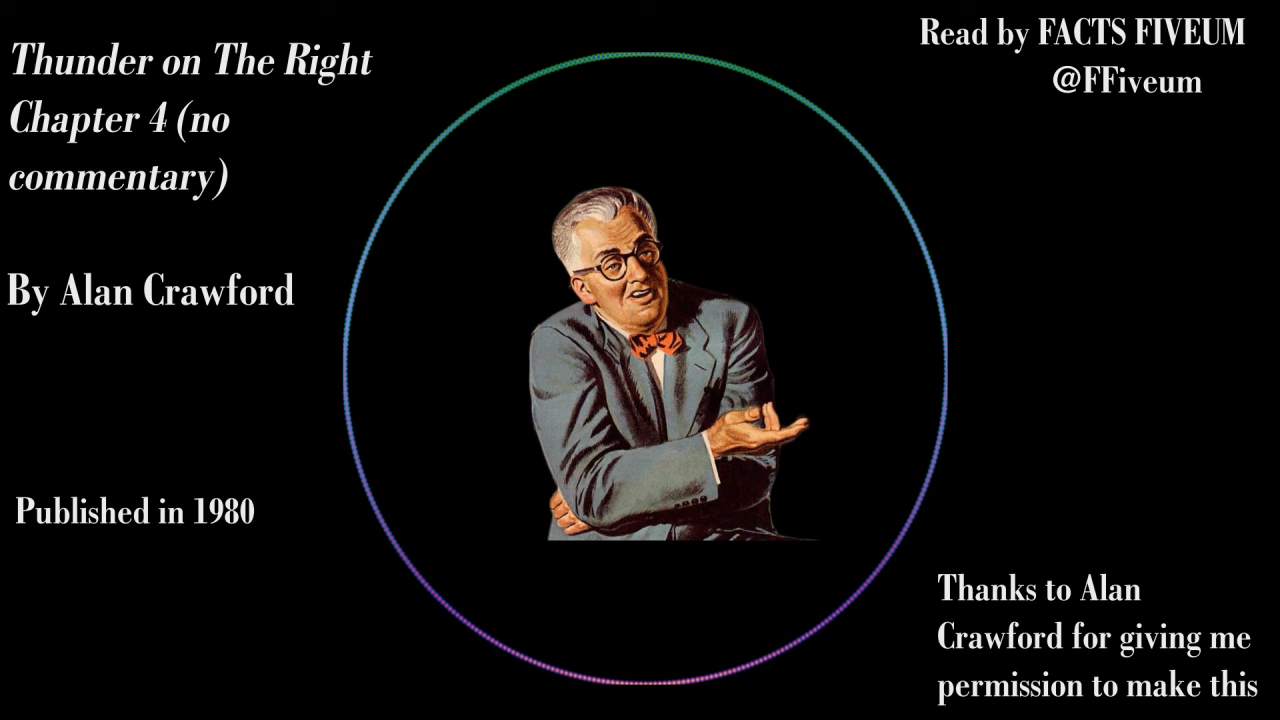 Thunder on The Right
Chapter 4 (no
commentary)
By Alan Crawford
Published in 1980
Read by FACTS FIVEUM
@FFiveum
Thanks to Alan
Crawford for giving me
permission to make this